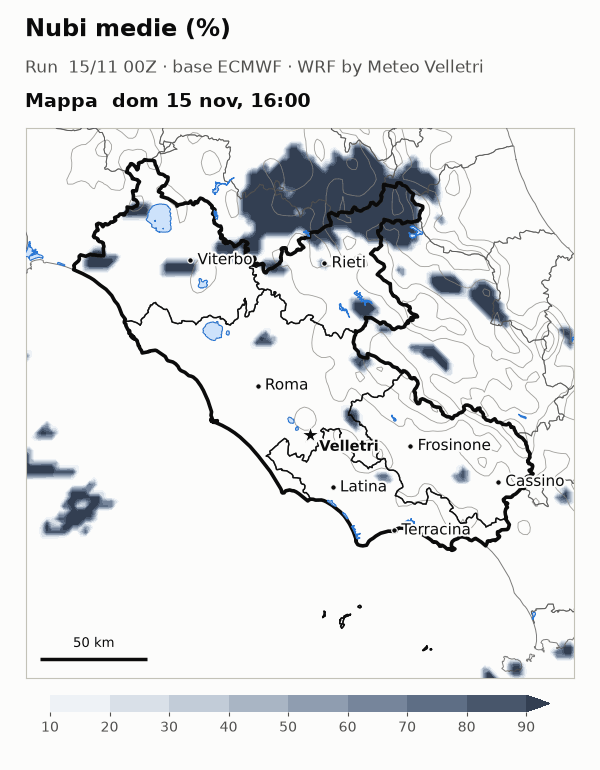 Nubi medie (%)
Run  15/11 00Z · base ECMWF · WRF by Meteo Velletri
Mappa  dom 15 nov, 16:00
Viterbo
Rieti
Roma
Velletri
Frosinone
Cassino
Latina
Terracina
50 km
10 20 30 40 50 60 70 80 90